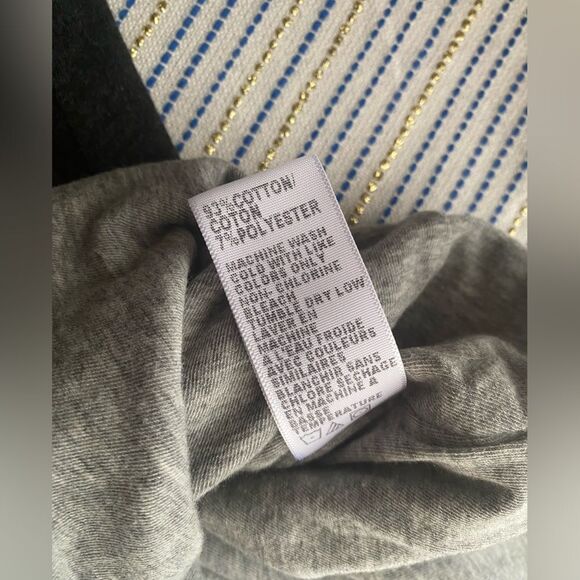 93%COTTON/
COTON
7%POLYESTER
MACHINE WASH
COLD WITH LIKE
COLORS ONLY
NON-CHLORINE
BLEACH
TUMBLE DRY LOW
LAVER EN
MACHINE
A L'EAU FROIDE
AVEC COULEURS
SIMILAIRES
BLANCHIR SANS
CHLORE SECHAGE
EN MACHINE A
BASSE
TEMPERATURE